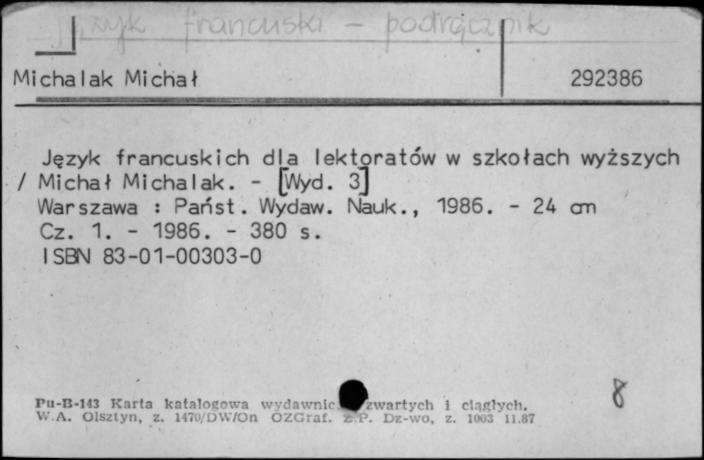 język francuski - podręcznik
Michalak Michał 292386
Język francuskich dla lektoratów w szkołach wyższych
/ Michał Michalak. - [Wyd. 3]
Warszawa : Państ. Wydaw. Nauk., 1986. - 24 cm
Cz. 1. - 1986. - 380 s.
ISBN 83-01-00303-0
8
Pu-B-143 Karta katalogowa wydawnic zwartych i ciągłych.
W.A. Olsztyn, z. 1470/DW/On OZGraf. Z.P. Dz-wo, z. 1003 11.87